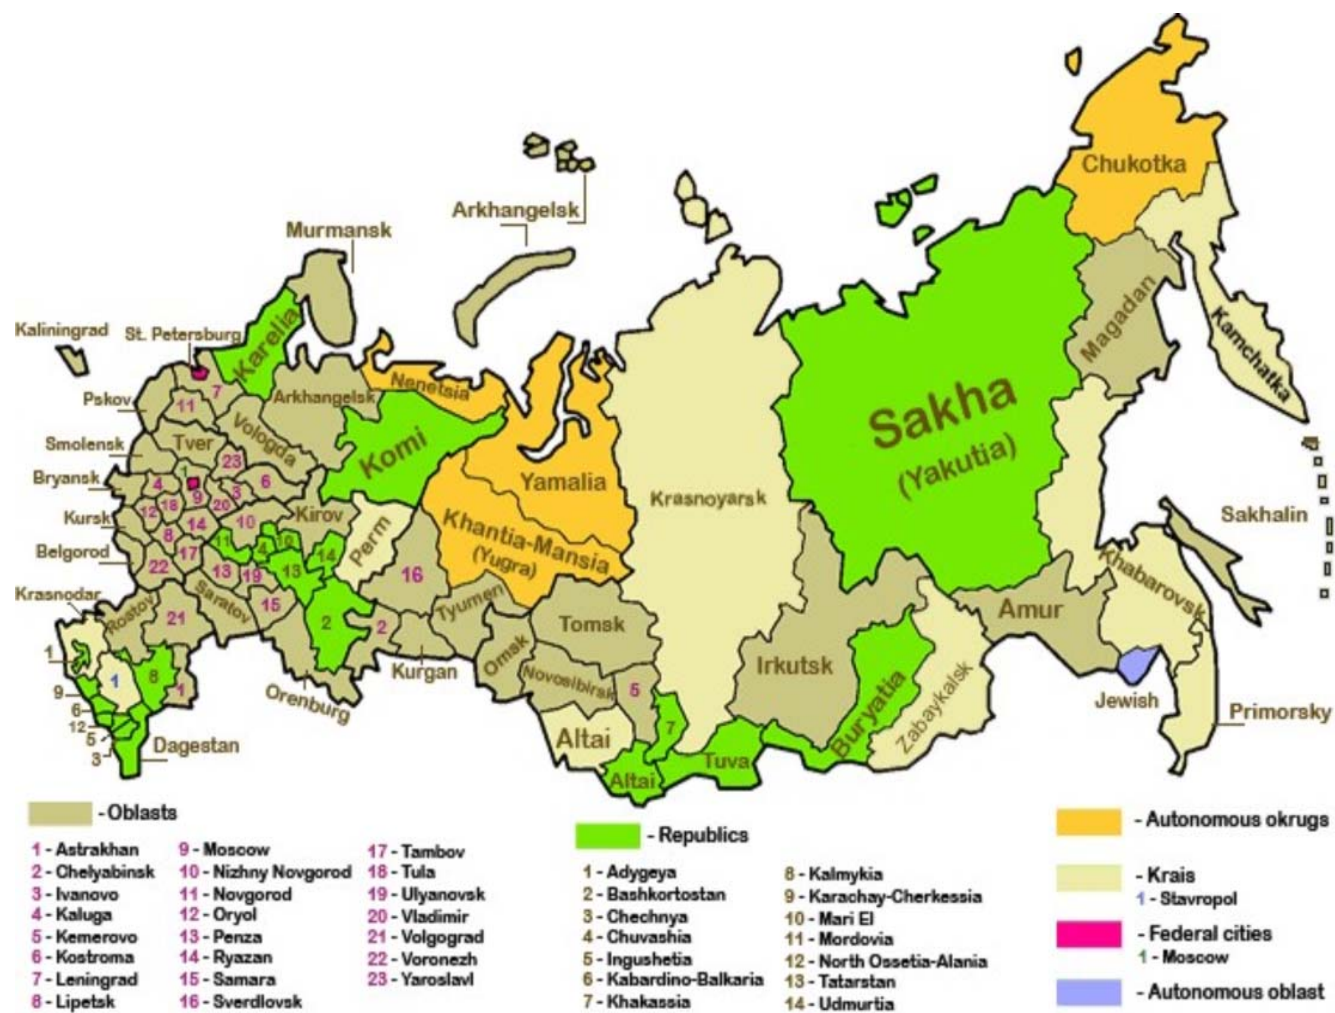 Chukotka
Arkhangelsk
Murmansk
Kaliningrad
St. Petersburg
Karelia
Magadan
Kamchatka
Nenetsia
Arkhangelsk
7
Pskov
11
Sakha
(Yakutia)
Vologda
Komi
Smolensk
Tver
23
Yamalia
Krasnoyarsk
Bryansk
1
4
9
3
6
12
18
20
Kursk
14
10
Kirov
Khantia-Mansia
(Yugra)
Sakhalin
8
Perm
11
4
10
14
Belgorod
17
22
13
19
13
16
Khabarovsk
Krasnodar
Rostov
21
Saratov
15
2
2
Tyumen
Tomsk
Amur
1
Kurgan
Omsk
Novosibirsk
Irkutsk
1
8
1
9
5
Orenburg
Buryatia
Zabaykalsk
Jewish
Primorsky
6
12
5
3
Dagestan
Altai
7
Altai
Tuva
- Oblasts
1 - Astrakhan
2 - Chelyabinsk
3 - Ivanovo
4 - Kaluga
5 - Kemerovo
6 - Kostroma
7 - Leningrad
8 - Lipetsk
9 - Moscow
10 - Nizhny Novgorod
11 - Novgorod
12 - Oryol
13 - Penza
14 - Ryazan
15 - Samara
16 - Sverdlovsk
17 - Tambov
18 - Tula
19 - Ulyanovsk
20 - Vladimir
21 - Volgograd
22 - Voronezh
23 - Yaroslavl
- Republics
1 - Adygeya
2 - Bashkortostan
3 - Chechnya
4 - Chuvashia
5 - Ingushetia
6 - Kabardino-Balkaria
7 - Khakassia
8 - Kalmykia
9 - Karachay-Cherkessia
10 - Mari El
11 - Mordovia
12 - North Ossetia-Alania
13 - Tatarstan
14 - Udmurtia
- Autonomous okrugs
- Krais
1 - Stavropol
- Federal cities
1 - Moscow
- Autonomous oblast